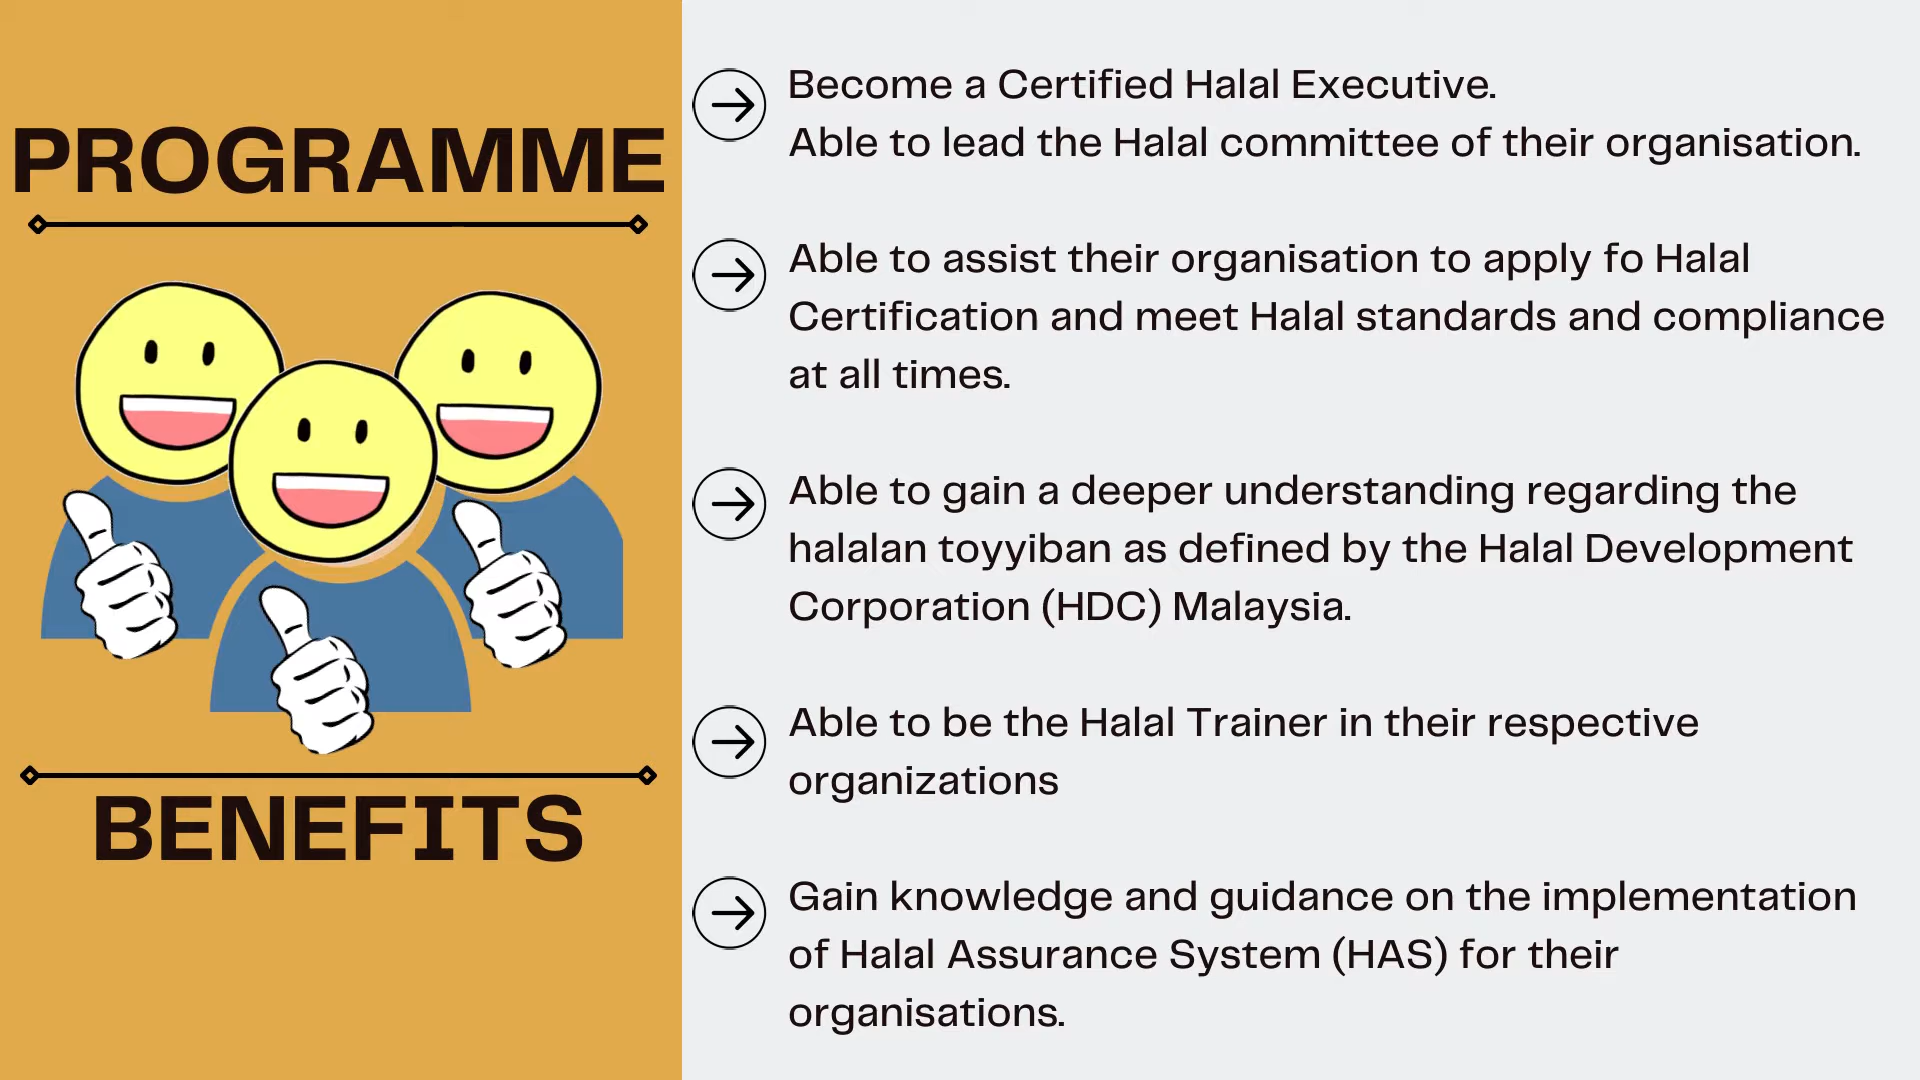 PROGRAMME
BENEFITS
Become a Certified Halal Executive.
Able to lead the Halal committee of their organisation.
Able to assist their organisation to apply fo Halal
Certification and meet Halal standards and compliance
at all times.
Able to gain a deeper understanding regarding the
halalan toyyiban as defined by the Halal Development
Corporation (HDC) Malaysia.
Able to be the Halal Trainer in their respective
organizations
Gain knowledge and guidance on the implementation
of Halal Assurance System (HAS) for their
organisations.